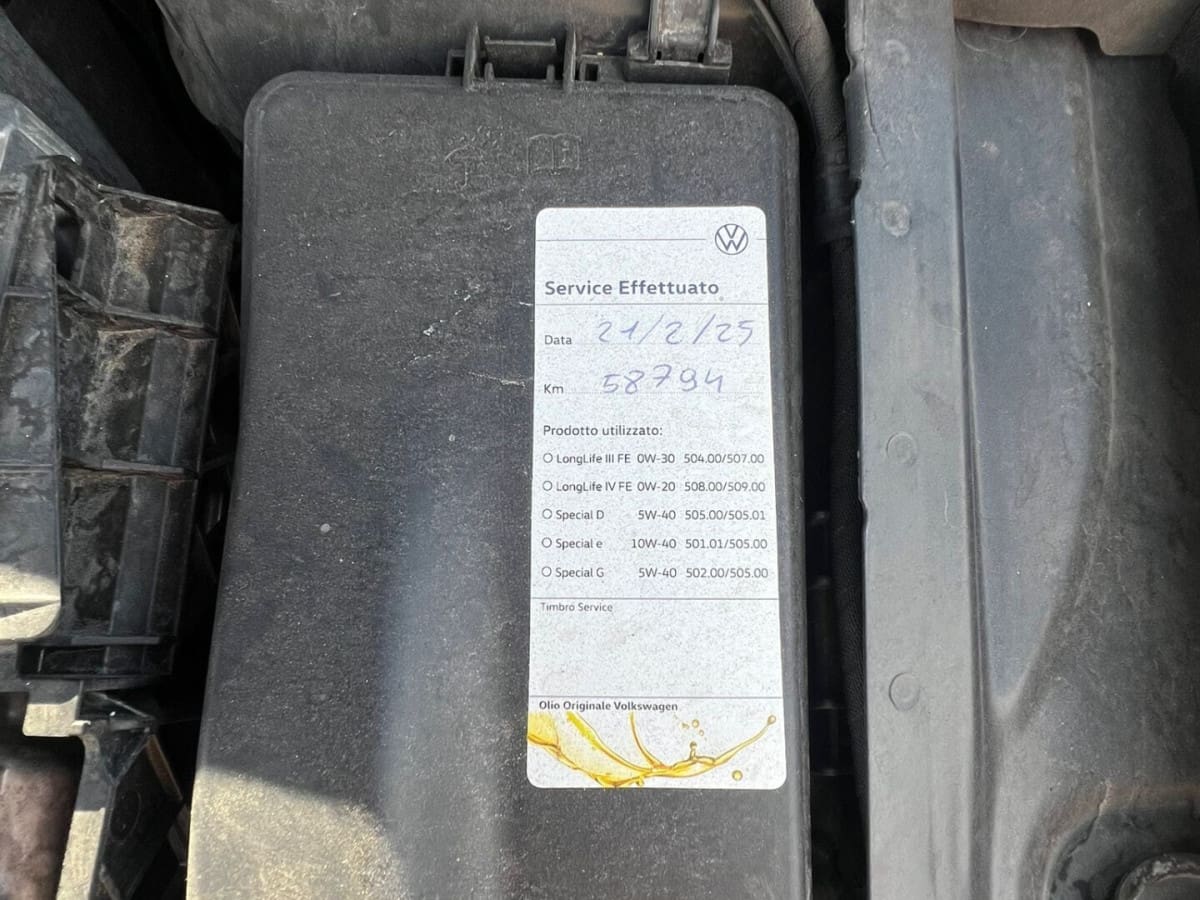 Service Effettuato
Data 21/2/25
Km 58794
Prodotto utilizzato:
LongLife III FE 0W-30 504.00/507.00
LongLife IV FE 0W-20 508.00/509.00
Special D 5W-40 505.00/505.01
Special e 10W-40 501.01/505.00
Special G 5W-40 502.00/505.00
Timbro Service
Olio Originale Volkswagen